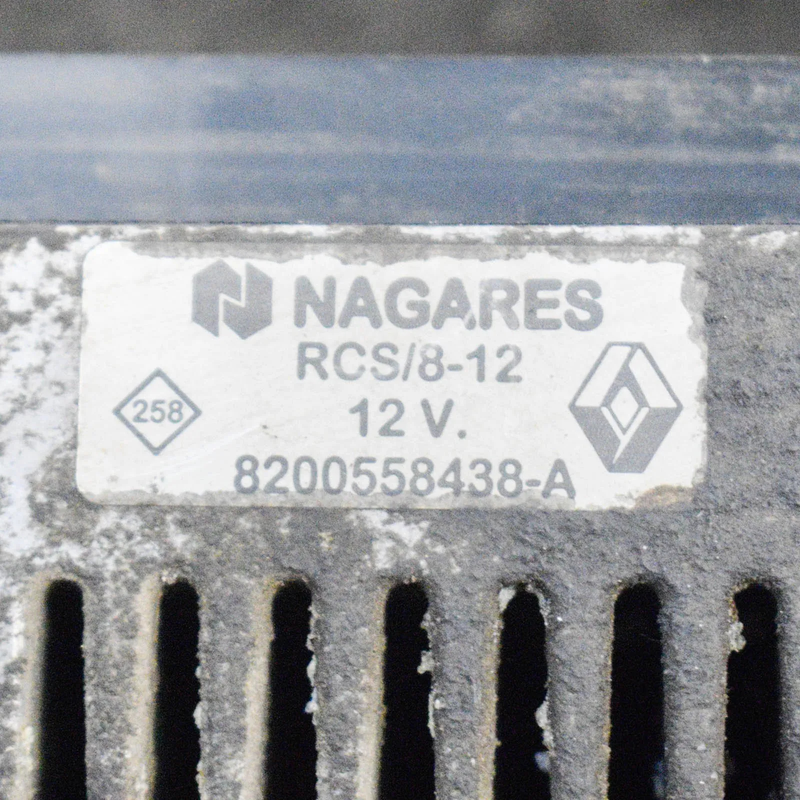 NAGARES
RCS/8-12
258
12 V.
8200558438-A